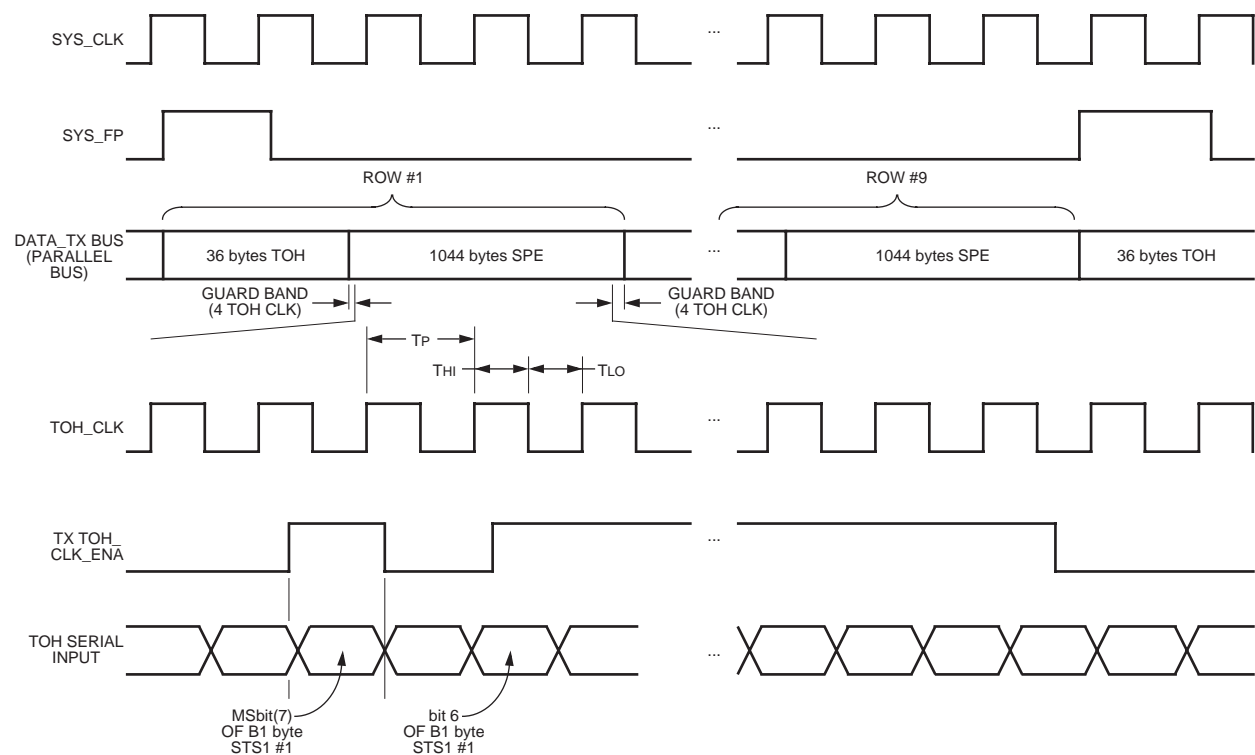 SYS_CLK
...
SYS_FP
...
ROW #1
ROW #9
DATA_TX BUS
(PARALLEL
BUS)
36 bytes TOH
1044 bytes SPE
...
1044 bytes SPE
36 bytes TOH
GUARD BAND
(4 TOH CLK)
GUARD BAND
(4 TOH CLK)
TP
THI
TLO
TOH_CLK
...
TX TOH_
CLK_ENA
...
TOH SERIAL
INPUT
...
MSbit(7)
OF B1 byte
STS1 #1
bit 6
OF B1 byte
STS1 #1